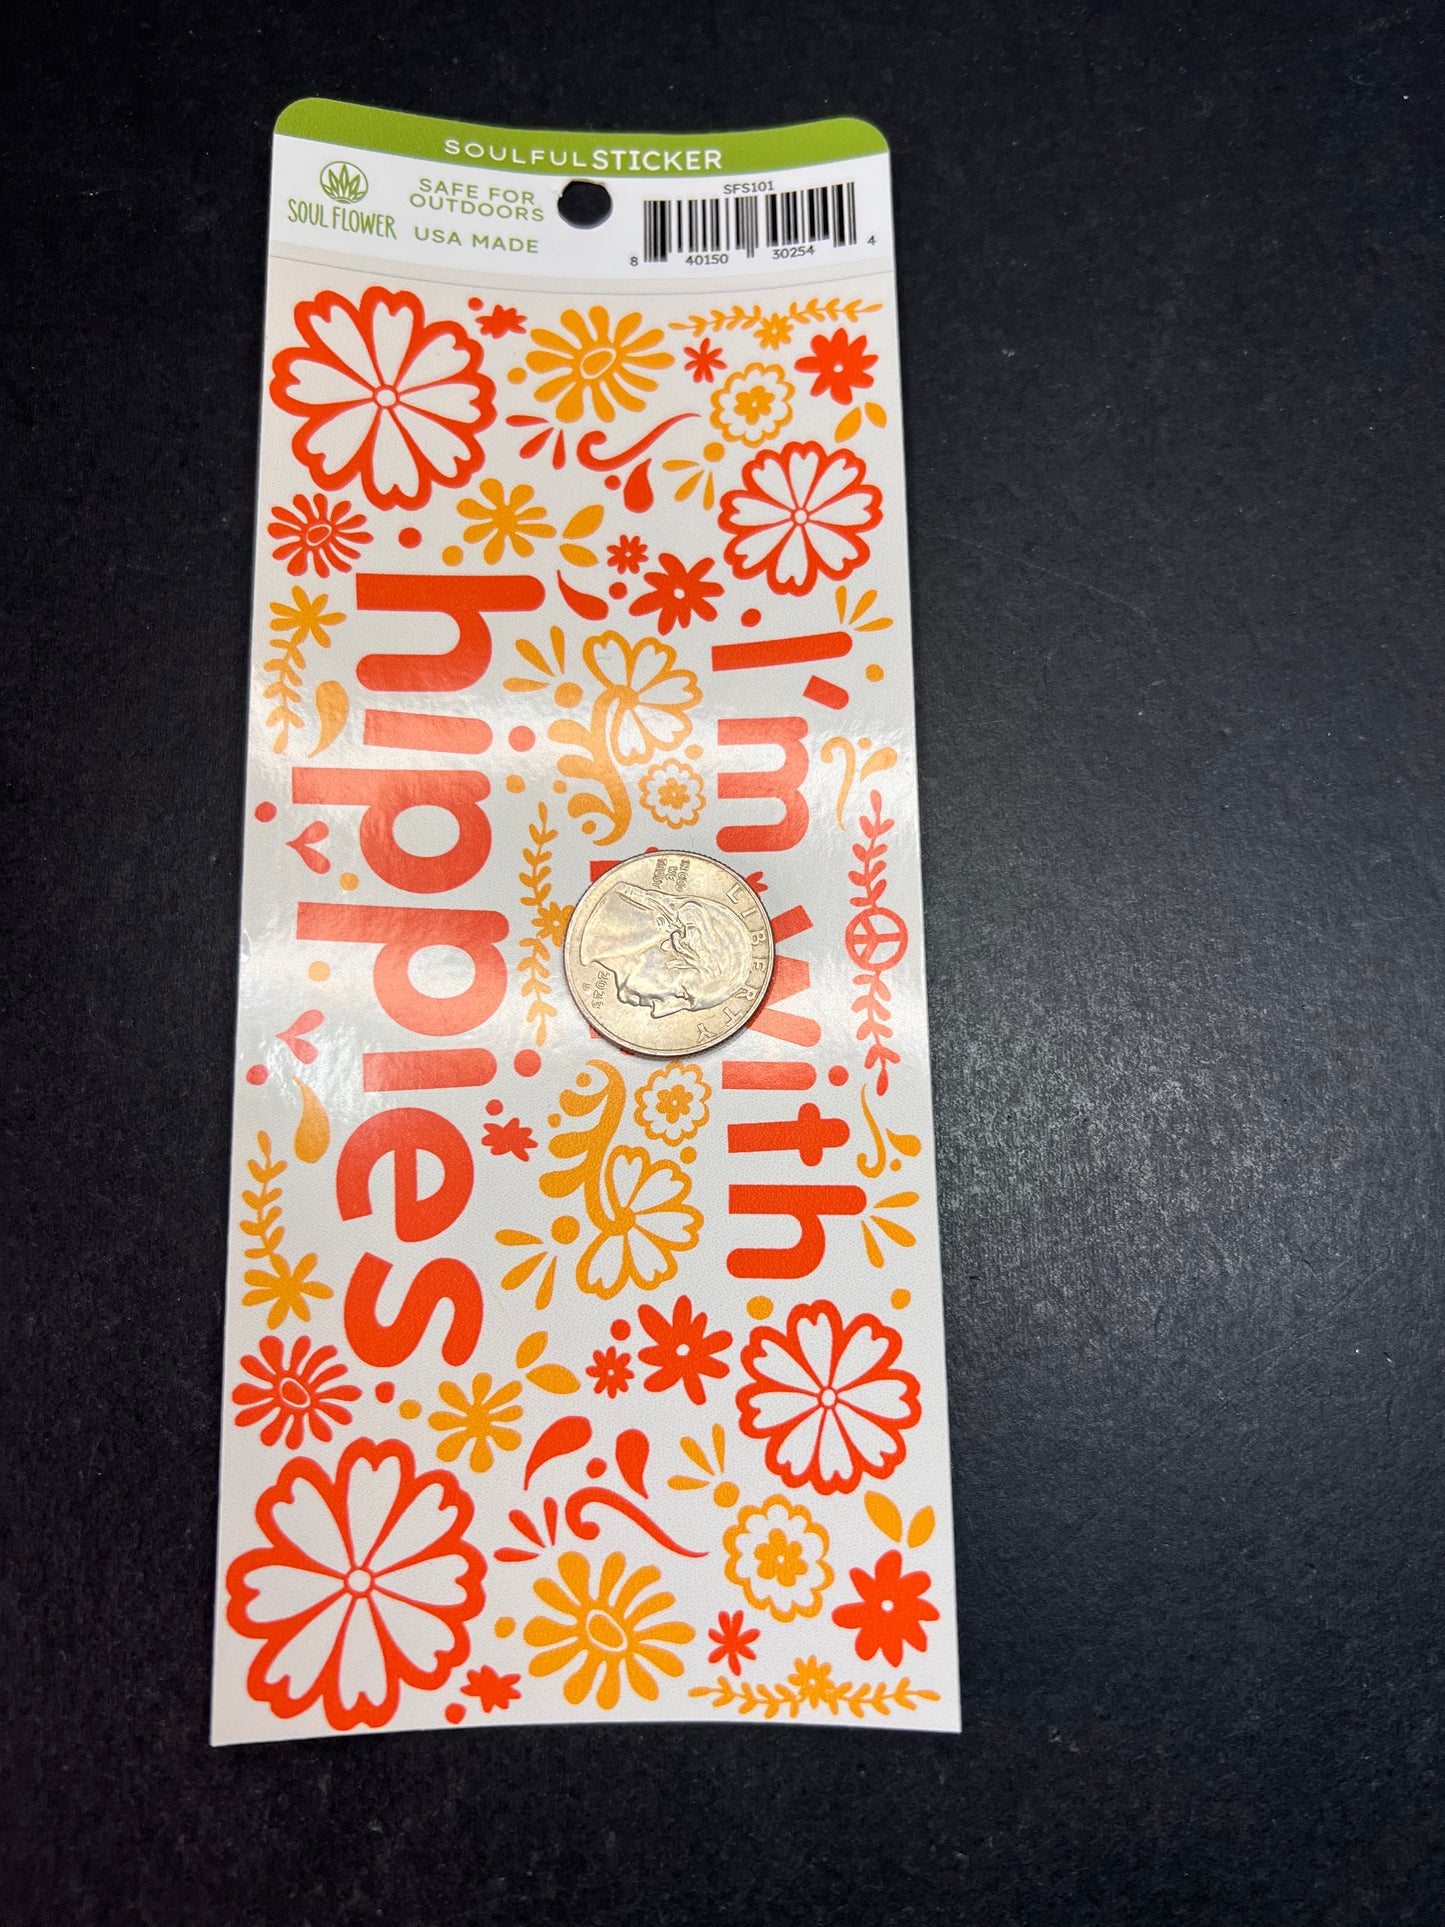 SOULFUL STICKER
SOUL FLOWER
SAFE FOR
OUTDOORS
USA MADE
SFS101
8 40150 30254 4
I'm with
hippies
LIBERTY
IN GOD
WE
TRUST
2025